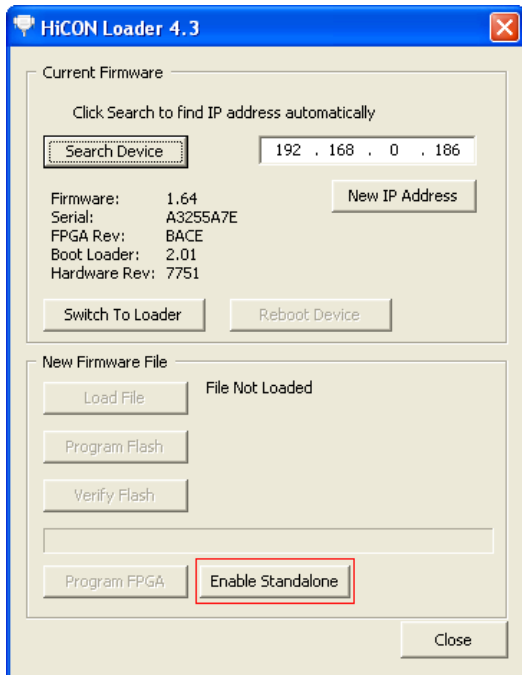 HiCON Loader 4.3
Current Firmware
Click Search to find IP address automatically
Search Device 192 . 168 . 0 . 186
New IP Address
Firmware: 1.64
Serial: A3255A7E
FPGA Rev: BACE
Boot Loader: 2.01
Hardware Rev: 7751
Switch To Loader Reboot Device
New Firmware File
Load File File Not Loaded
Program Flash
Verify Flash
Program FPGA Enable Standalone
Close